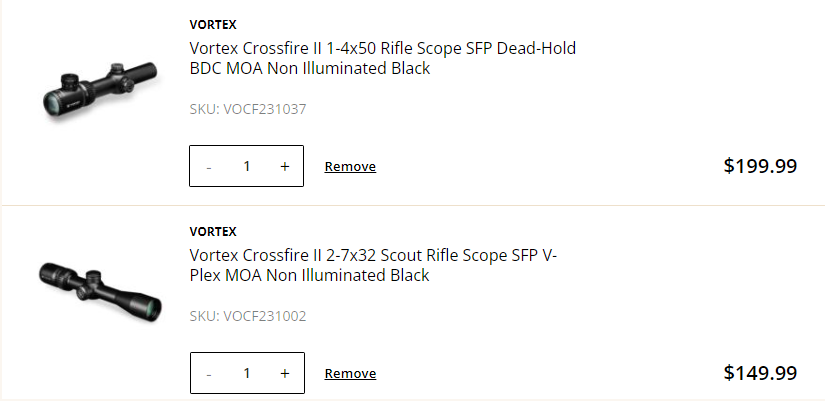 VORTEX
Vortex Crossfire II 1-4x50 Rifle Scope SFP Dead-Hold
BDC MOA Non Illuminated Black
SKU: VOCF231037
- 1 + Remove $199.99
VORTEX
Vortex Crossfire II 2-7x32 Scout Rifle Scope SFP V-
Plex MOA Non Illuminated Black
SKU: VOCF231002
- 1 + Remove $149.99